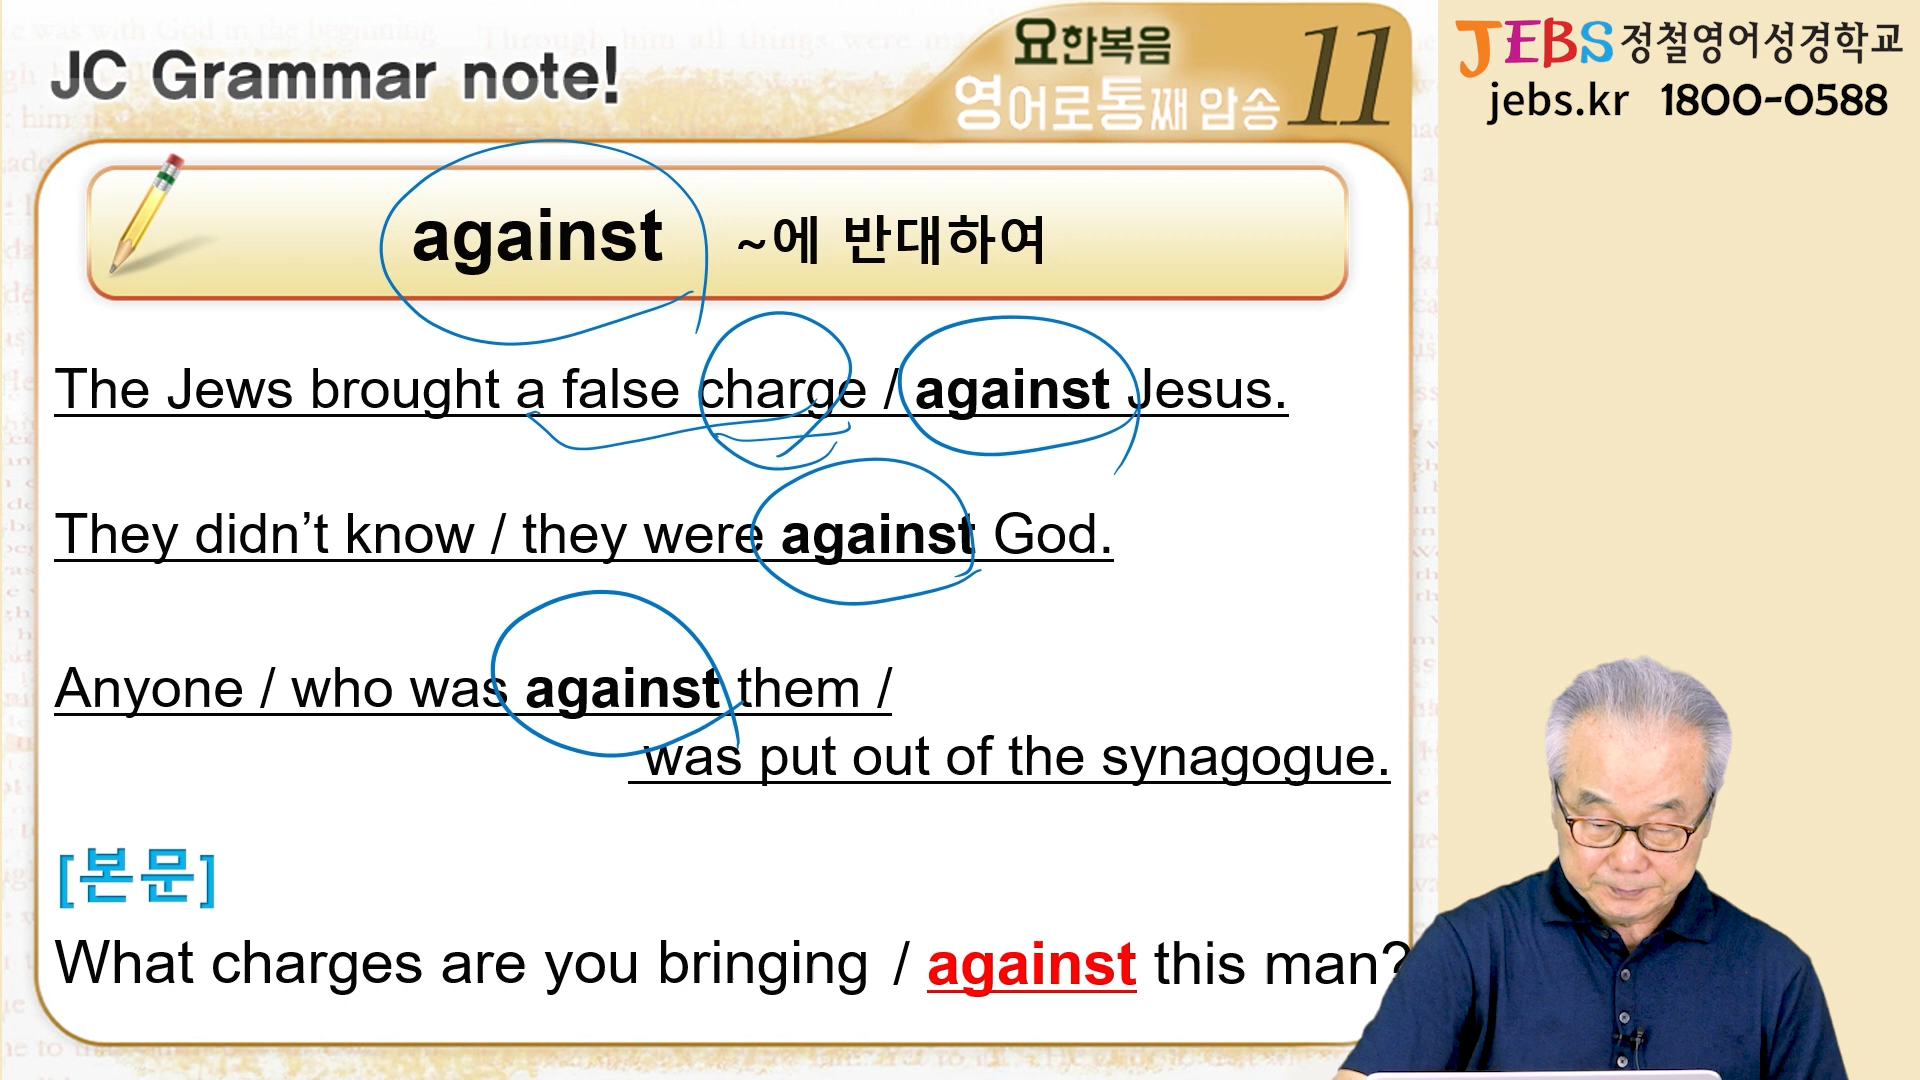 JC Grammar note!
요한복음
영어로통째 암송 11
JEBS 정철영어성경학교
jebs.kr 1800-0588
against ~에 반대하여
The Jews brought a false charge / against Jesus.
They didn’t know / they were against God.
Anyone / who was against them /
was put out of the synagogue.
[본문]
What charges are you bringing / against this man?